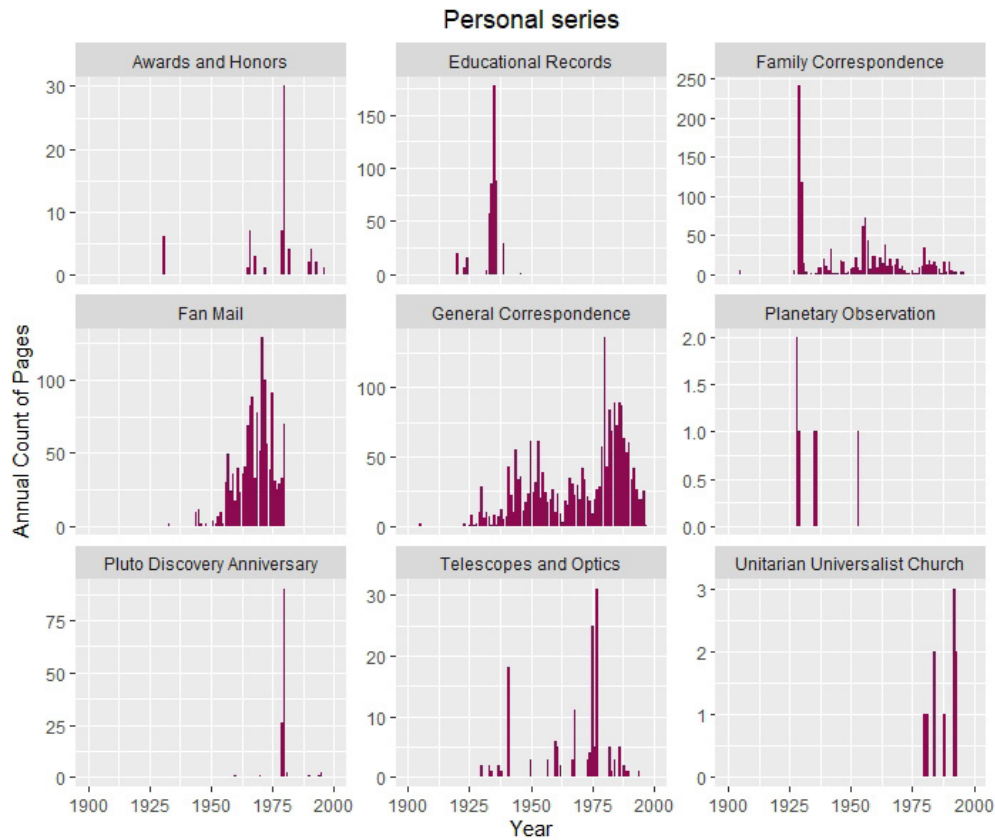 Personal series
Awards and Honors
30
20
10
0
Educational Records
150
100
50
0
Family Correspondence
250
200
150
100
50
0
Annual Count of Pages
Fan Mail
100
50
0
General Correspondence
100
50
0
Planetary Observation
2.0
1.5
1.0
0.5
0.0
Pluto Discovery Anniversary
75
50
25
0
1900 1925 1950 1975 2000
Telescopes and Optics
30
20
10
0
1900 1925 1950 1975 2000
Unitarian Universalist Church
3
2
1
0
1900 1925 1950 1975 2000
Year